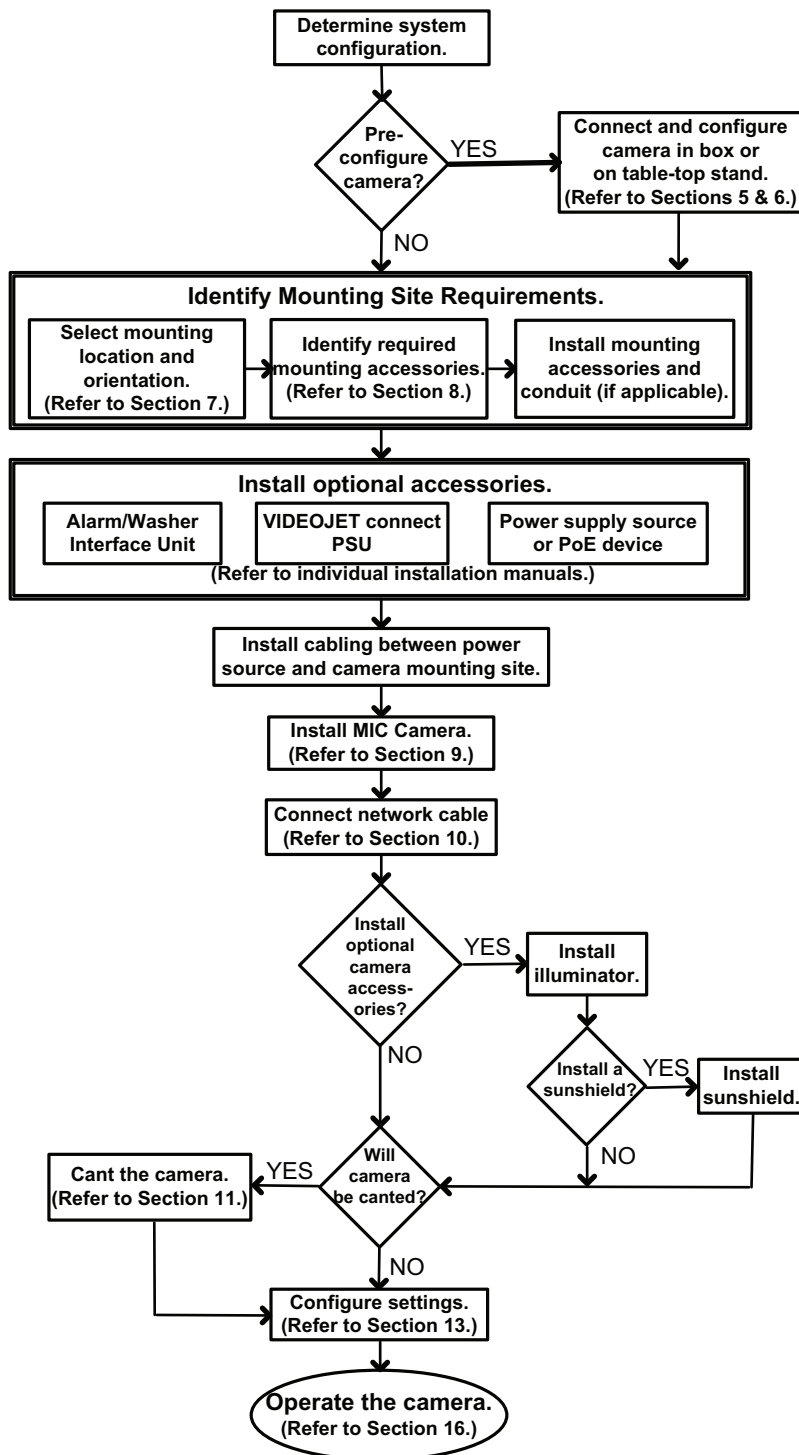 Determine system
configuration.
Pre-
configure
camera?
YES
Connect and configure
camera in box or
on table-top stand.
(Refer to Sections 5 & 6.)
NO
Identify Mounting Site Requirements.
Select mounting
location and
orientation.
(Refer to Section 7.)
Identify required
mounting accessories.
(Refer to Section 8.)
Install mounting
accessories and
conduit (if applicable).
Install optional accessories.
Alarm/Washer
Interface Unit
VIDEOJET connect
PSU
Power supply source
or PoE device
(Refer to individual installation manuals.)
Install cabling between power
source and camera mounting site.
Install MIC Camera.
(Refer to Section 9.)
Connect network cable
(Refer to Section 10.)
Install
optional
camera
access-
ories?
YES
Install
illuminator.
NO
Install a
sunshield?
YES
Install
sunshield.
NO
Will
camera
be canted?
YES
Cant the camera.
(Refer to Section 11.)
NO
Configure settings.
(Refer to Section 13.)
Operate the camera.
(Refer to Section 16.)